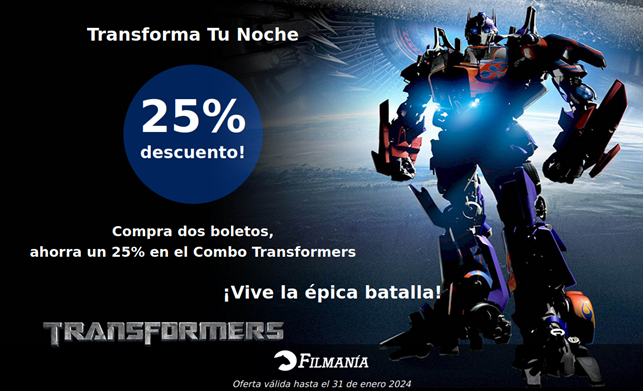 Transforma Tu Noche
25%
descuento!
Compra dos boletos,
ahorra un 25% en el Combo Transformers
¡Vive la épica batalla!
TRANSFORMERS
FILMANÍA
Oferta válida hasta el 31 de enero 2024